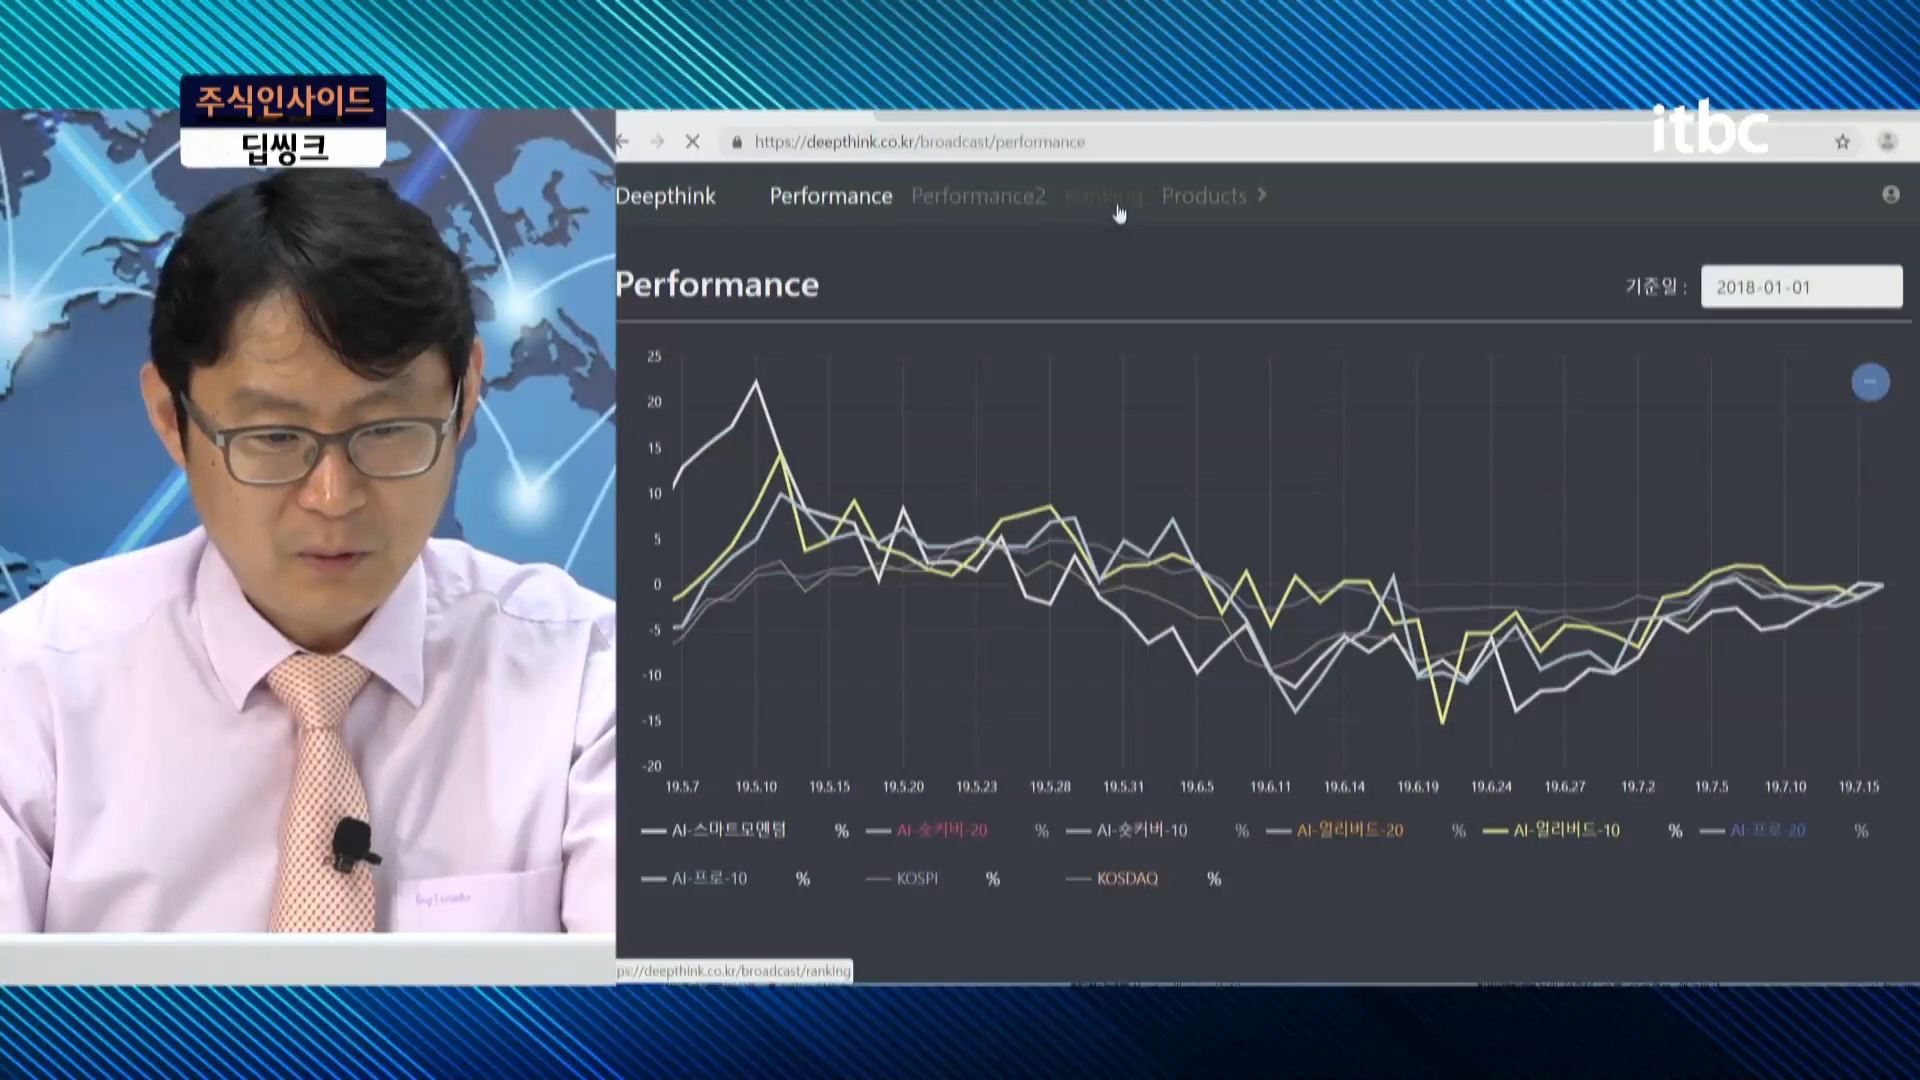 주식인사이드
딥씽크
itbc
https://deepthink.co.kr/broadcast/performance
Deepthink Performance Performance2 Ranking Products >
Performance
기준일 : 2018-01-01
25
20
15
10
5
0
-5
-10
-15
-20
19.5.7 19.5.10 19.5.15 19.5.20 19.5.23 19.5.28 19.5.31 19.6.5 19.6.11 19.6.14 19.6.19 19.6.24 19.6.27 19.7.2 19.7.5 19.7.10 19.7.15
AI-스마트모멘텀 % AI-숏커버-20 % AI-숏커버-10 % AI-얼리버드-20 % AI-얼리버드-10 % AI-프로-20 %
AI-프로-10 % KOSPI % KOSDAQ %
ps://deepthink.co.kr/broadcast/ranking